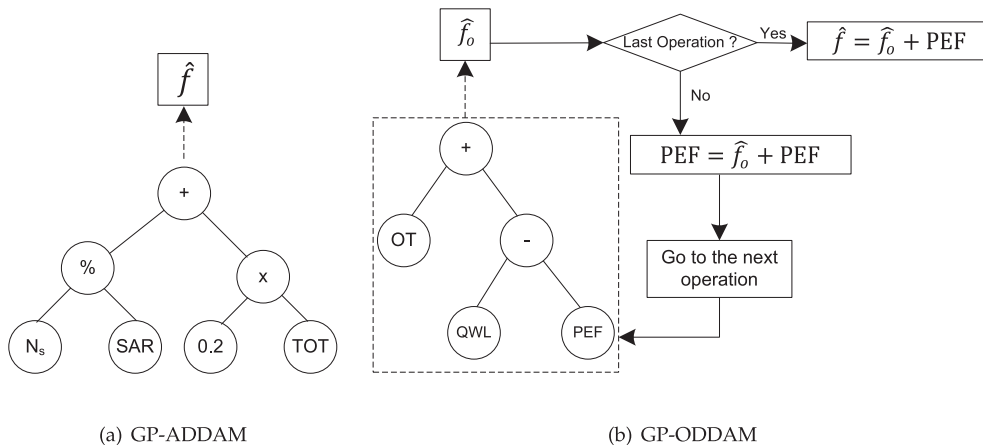 f̂
+
%
x
Nₛ
SAR
0.2
TOT
(a) GP-ADDAM
f̂ₒ
Last Operation ?
Yes
f̂ = f̂ₒ + PEF
No
PEF = f̂ₒ + PEF
Go to the next
operation
+
OT
-
QWL
PEF
(b) GP-ODDAM